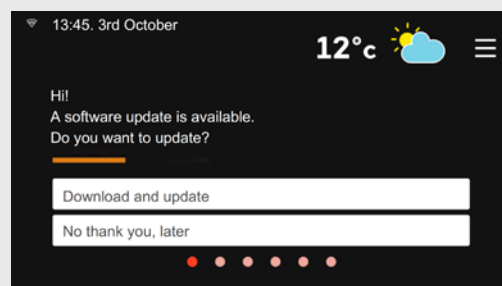 13:45. 3rd October
12°c
Hi!
A software update is available.
Do you want to update?
Download and update
No thank you, later